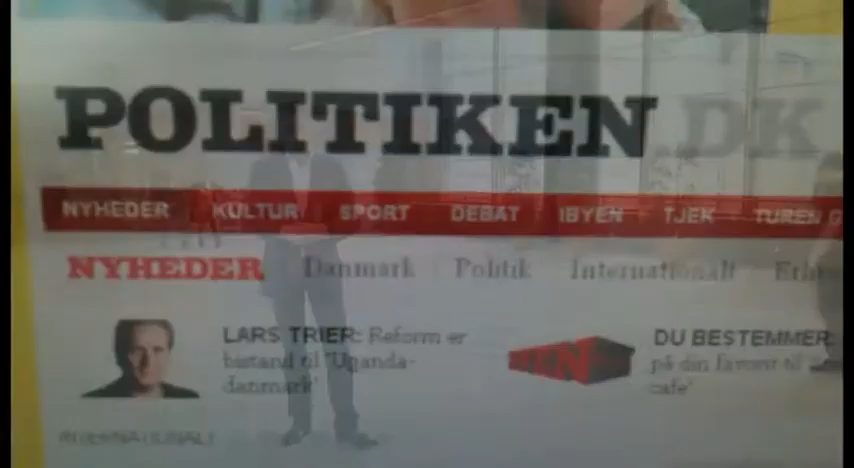 POLITIKEN.DK
NYHEDER KULTUR SPORT DEBAT IBYEN TJEK TUREN G
NYHEDER Danmark Politik Internationalt
LARS TRIER: Reform er
bistand til 'Uganda-
danmark'
DU BESTEMMER:
på din favorit til
cafe'
INTERNATIONALT